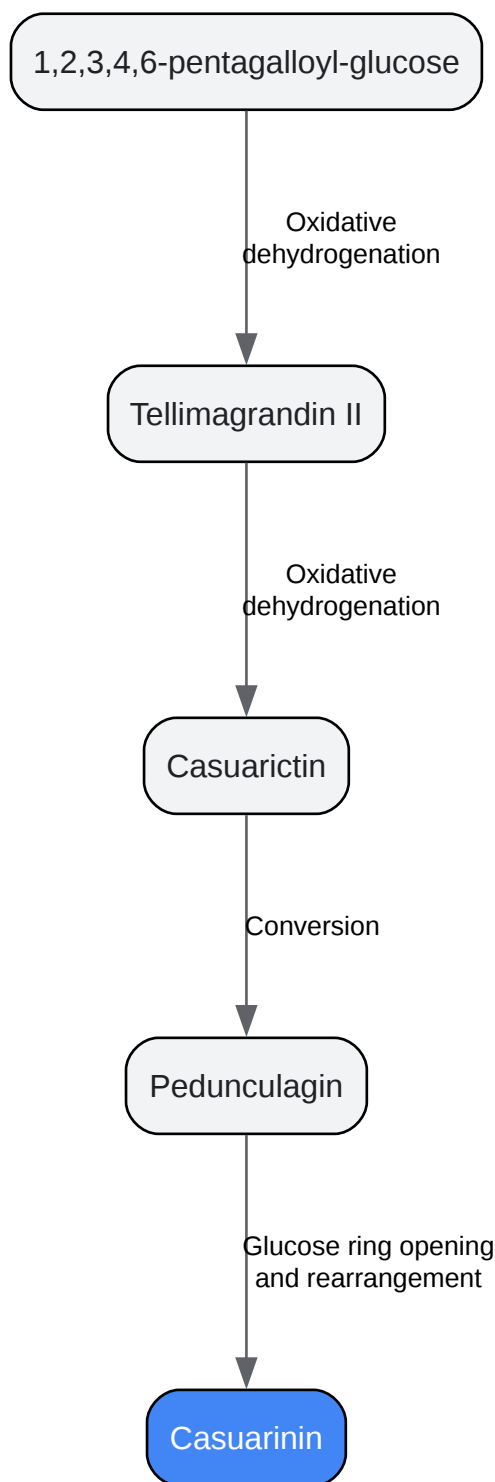 1,2,3,4,6-pentagalloyl-glucose
Oxidative
dehydrogenation
Tellimagrandin II
Oxidative
dehydrogenation
Casuarictin
Conversion
Pedunculagin
Glucose ring opening
and rearrangement
Casuarinin